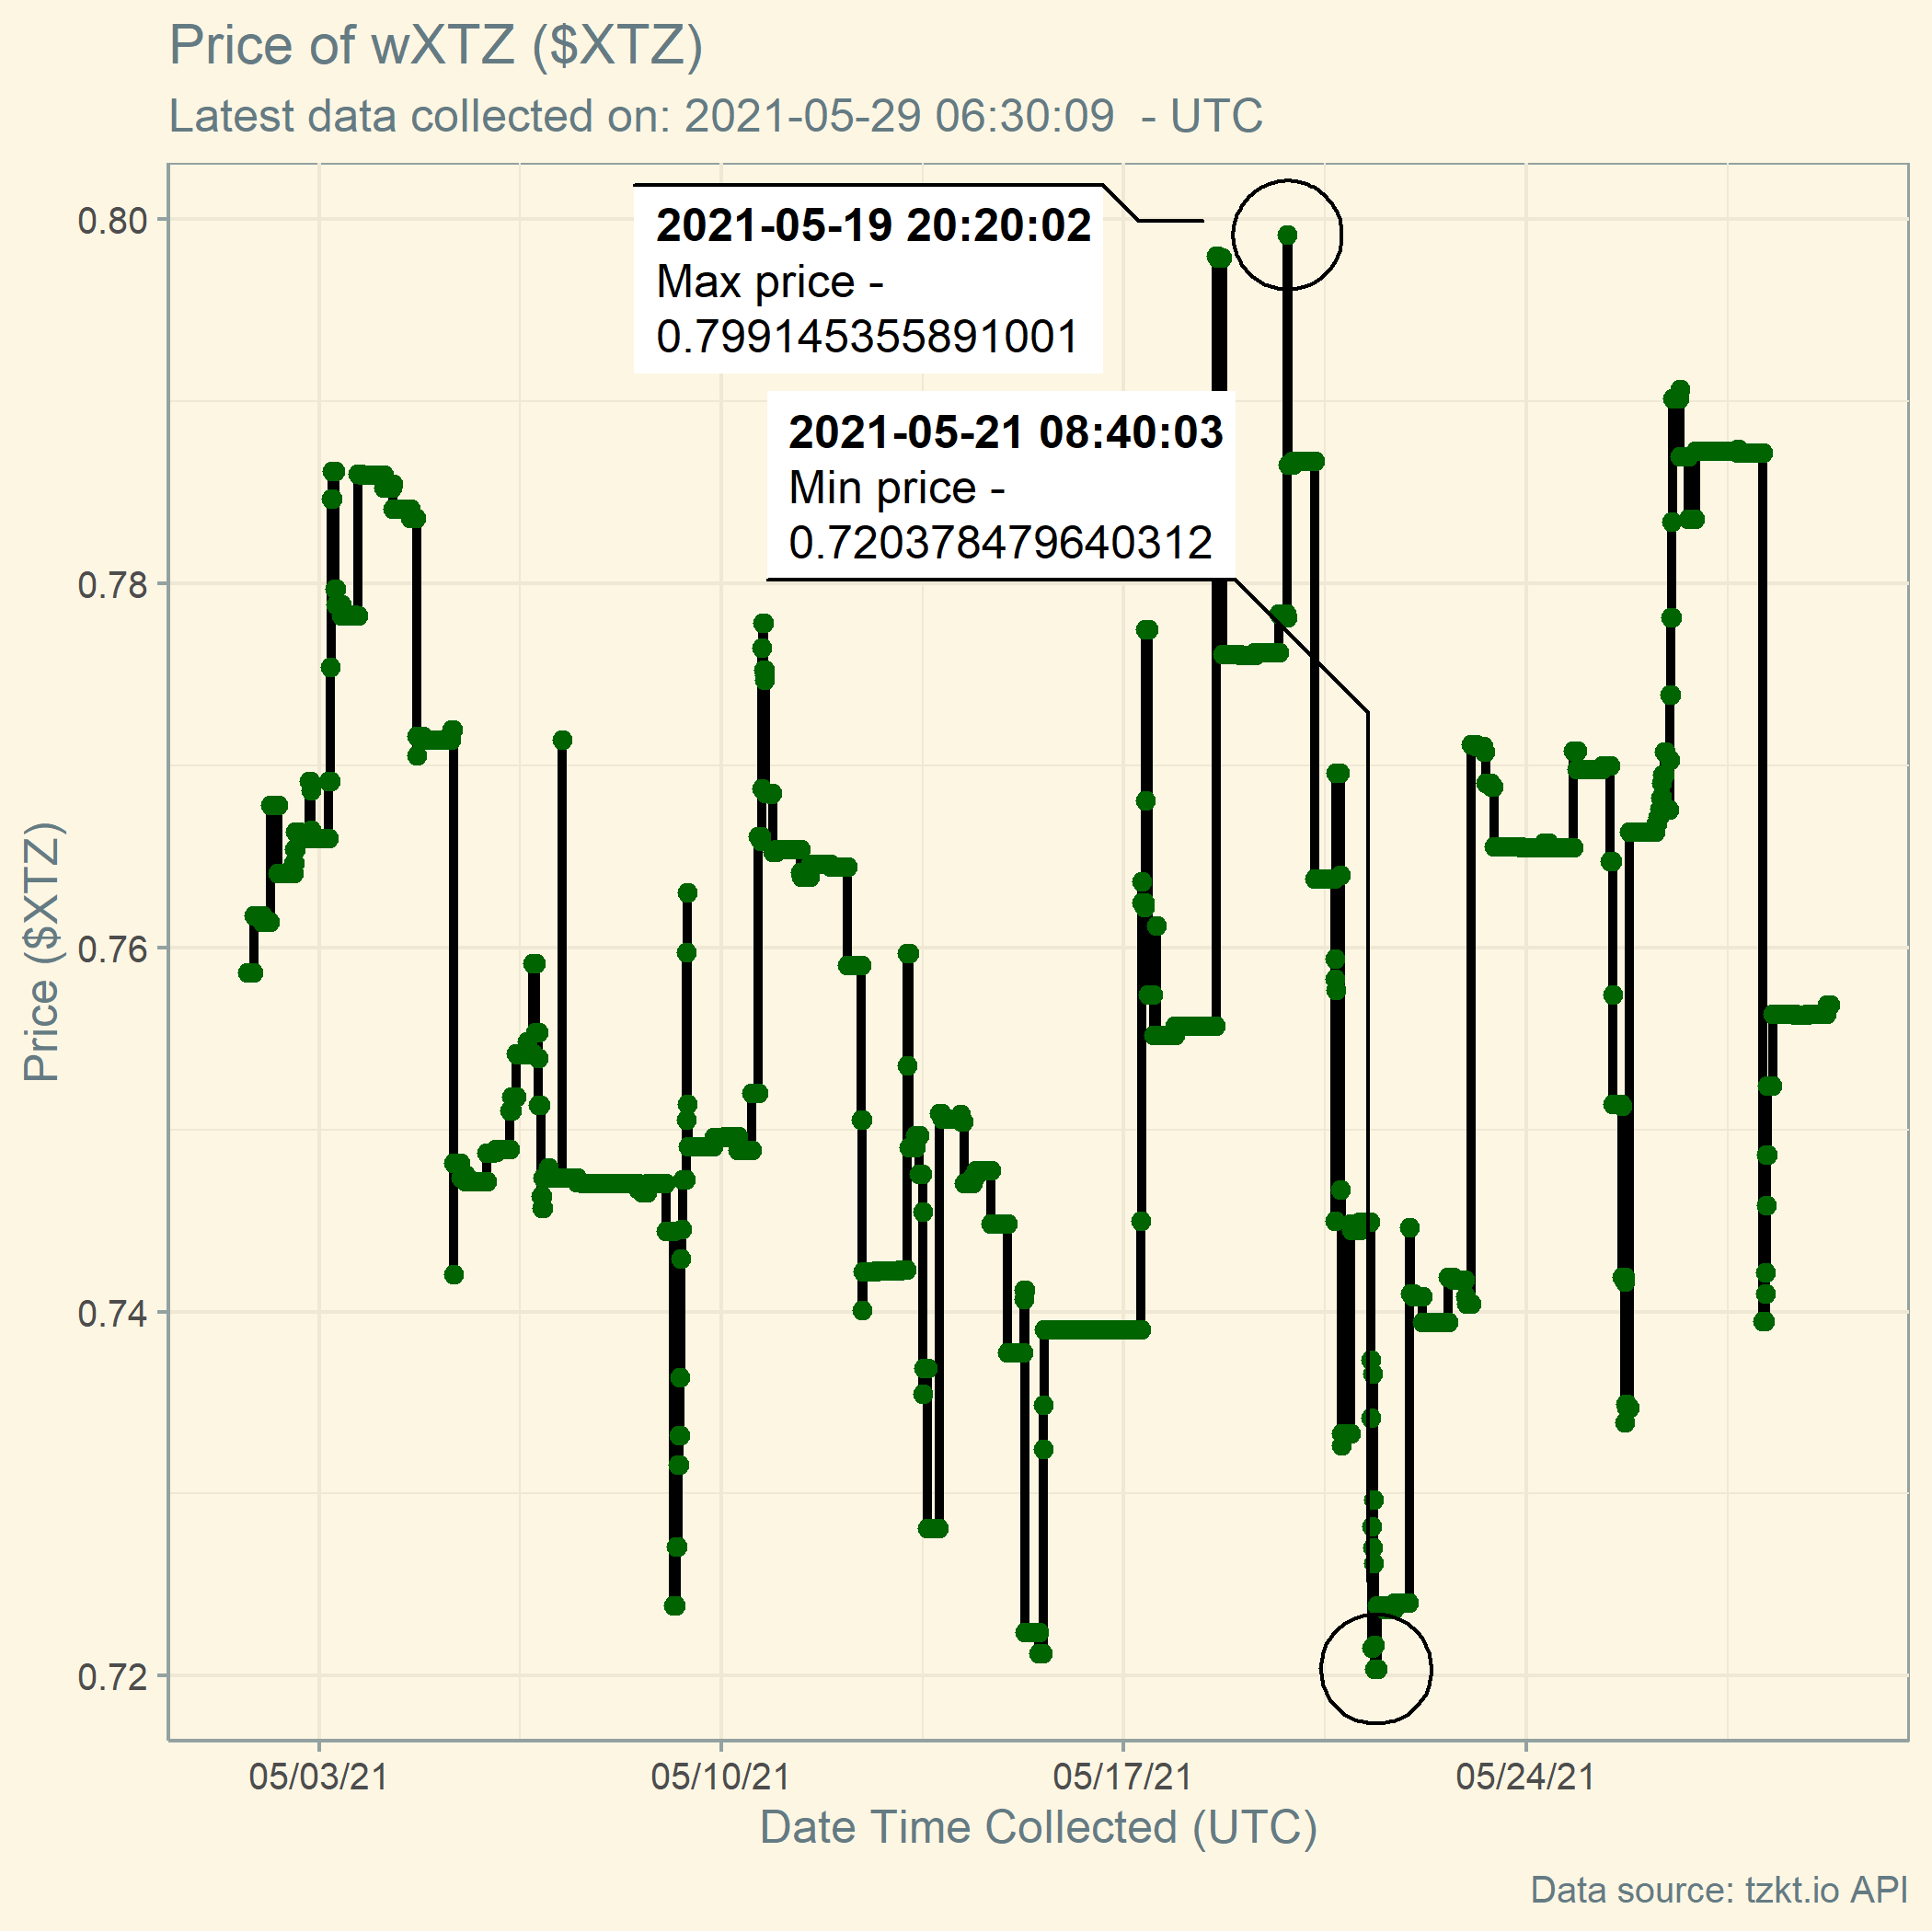 Price of wXTZ ($XTZ)
Latest data collected on: 2021-05-29 06:30:09  - UTC
2021-05-19 20:20:02
Max price -
0.799145355891001
2021-05-21 08:40:03
Min price -
0.720378479640312
Price ($XTZ)
0.80
0.78
0.76
0.74
0.72
05/03/21
05/10/21
05/17/21
05/24/21
Date Time Collected (UTC)
Data source: tzkt.io API